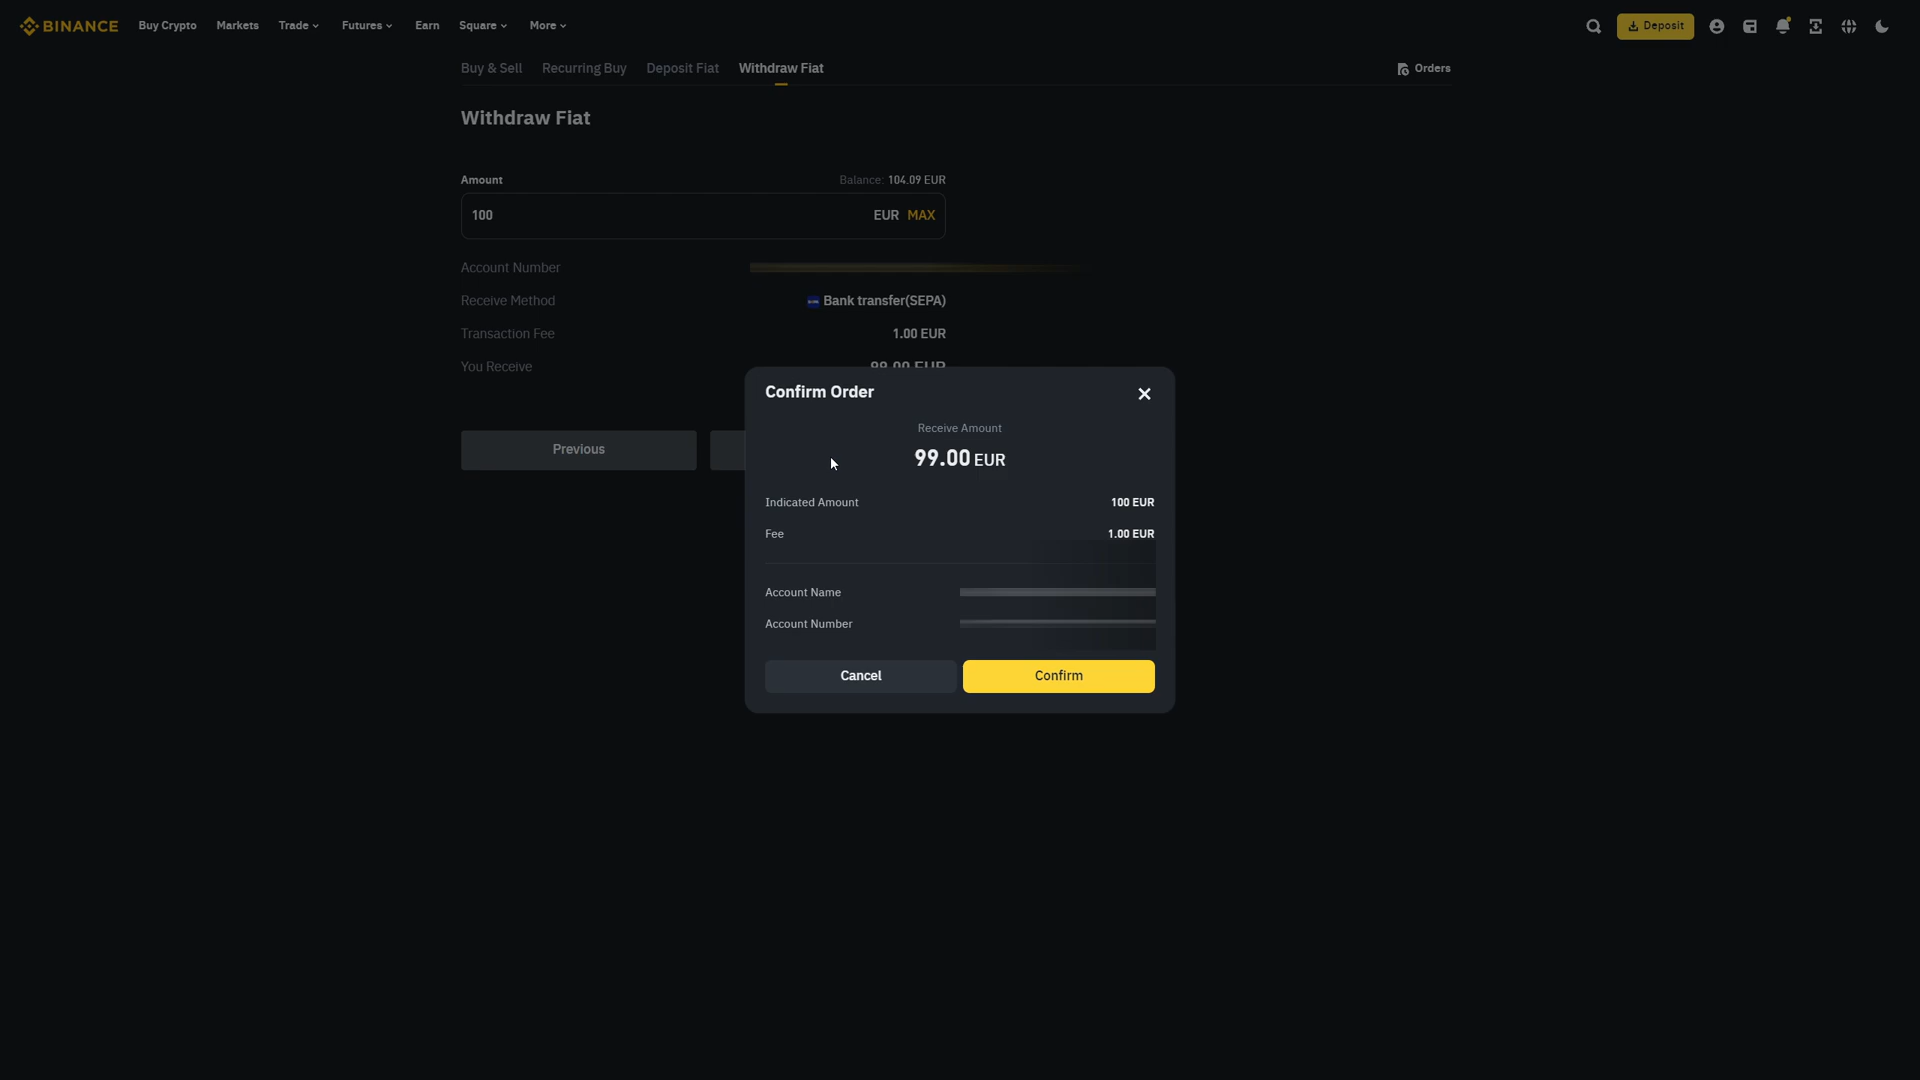 BINANCE Buy Crypto Markets Trade Futures Earn Square More Deposit
Buy & Sell Recurring Buy Deposit Fiat Withdraw Fiat Orders
Withdraw Fiat
Amount Balance: 104.09 EUR
100 EUR MAX
Account Number
Receive Method Bank transfer(SEPA)
Transaction Fee 1.00 EUR
You Receive 99.00 EUR
Previous
Confirm Order
Receive Amount
99.00 EUR
Indicated Amount 100 EUR
Fee 1.00 EUR
Account Name
Account Number
Cancel Confirm